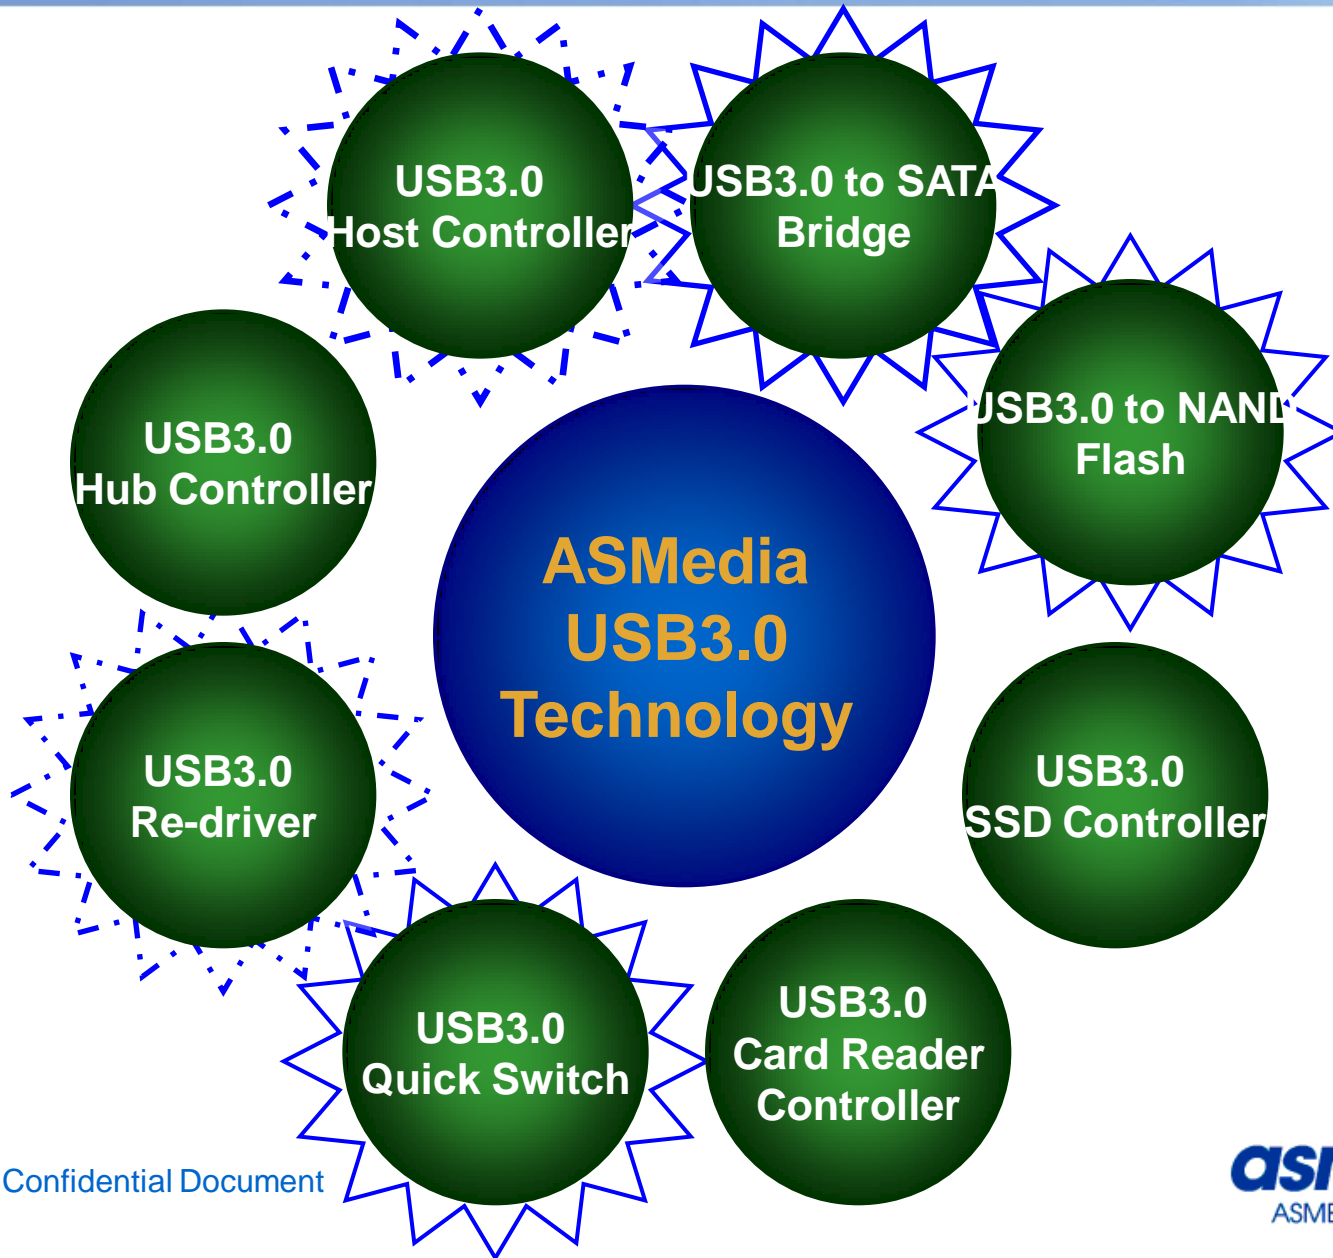 USB3.0
Host Controller
USB3.0 to SATA
Bridge
USB3.0 to NAND
Flash
USB3.0
Hub Controller
ASMedia
USB3.0
Technology
USB3.0
Re-driver
USB3.0
SSD Controller
USB3.0
Quick Switch
USB3.0
Card Reader
Controller
Confidential Document